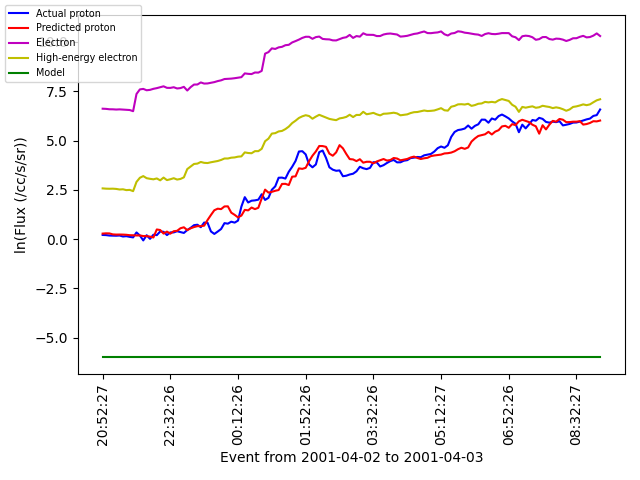 Actual proton
Predicted proton
Electron
High-energy electron
Model
7.5
5.0
2.5
0.0
−2.5
−5.0
ln(Flux (/cc/s/sr))
20:52:27
22:32:26
00:12:26
01:52:26
03:32:26
05:12:27
06:52:26
08:32:27
Event from 2001-04-02 to 2001-04-03